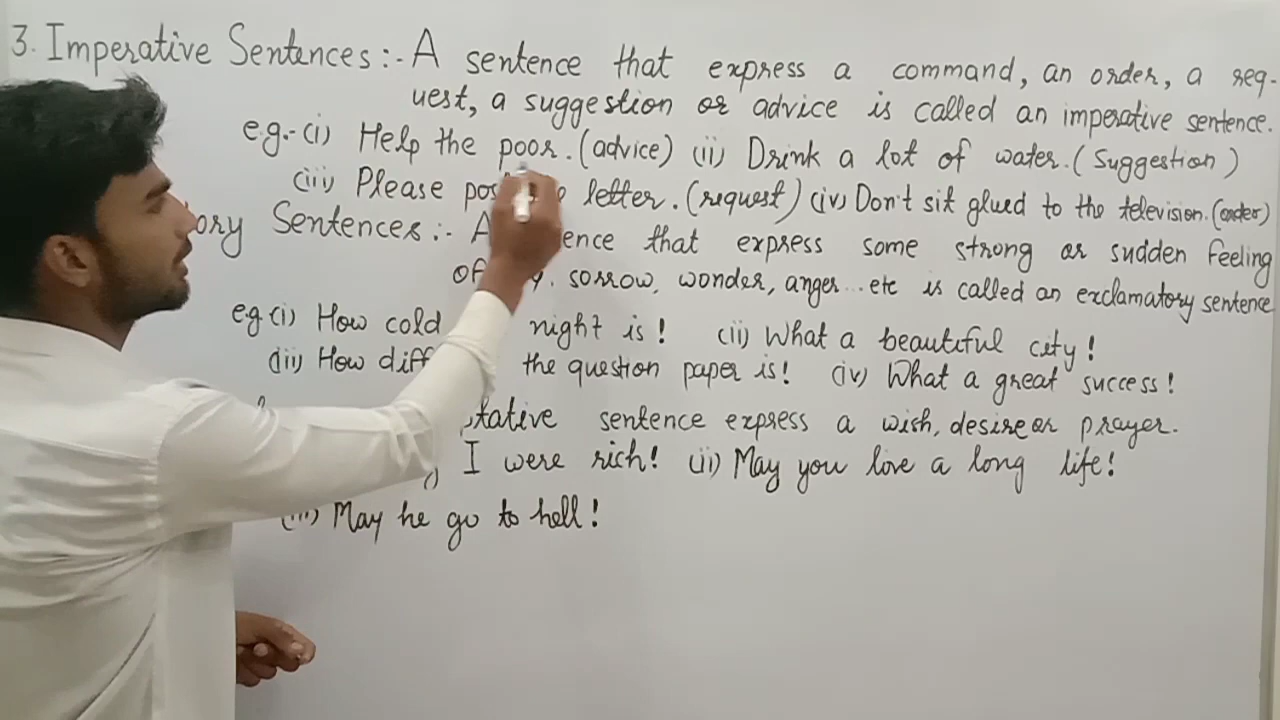 3. Imperative Sentences:- A sentence that express a command, an order, a req-
uest, a suggestion or advice is called an imperative sentence.
e.g.- (i) Help the poor. (advice) (ii) Drink a lot of water. (Suggestion)
(iii) Please letter. (request) (iv) Don't sit glued to the television. (order)
ory Sentences:- A ence that express some strong or sudden feeling
of sorrow, wonder, anger...etc is called an exclamatory sentence
e.g (i) How cold night is! (ii) What a beautiful city!
(iii) How diff the question paper is! (iv) What a great success!
tative sentence express a wish, desire or prayer.
I were rich! (ii) May you love a long life!
(iii) May he go to hell!